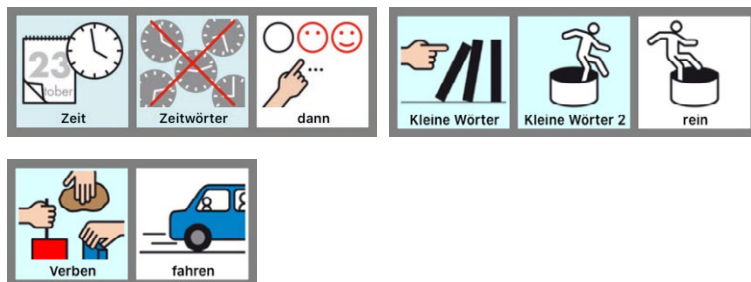 23
tober
Zeit
Zeitwörter
...
dann
Kleine Wörter
Kleine Wörter 2
rein
Verben
fahren